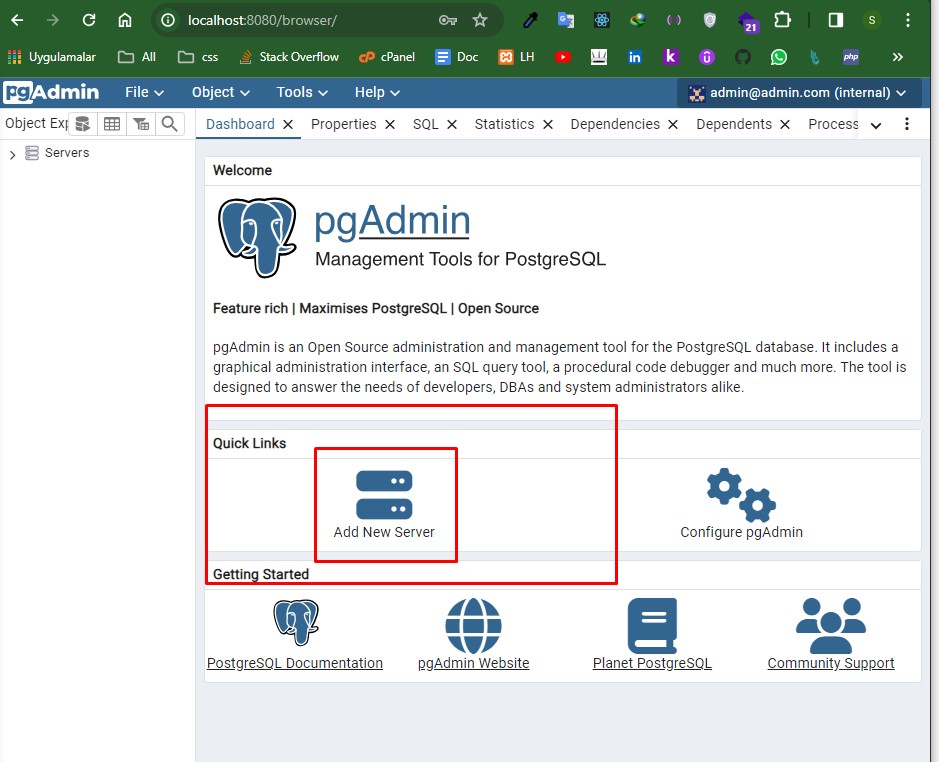 localhost:8080/browser/
21
S
Uygulamalar All css Stack Overflow cPanel Doc LH php
pgAdmin File Object Tools Help admin@admin.com (internal)
Object Exp Dashboard Properties SQL Statistics Dependencies Dependents Process
Servers
Welcome
pgAdmin
Management Tools for PostgreSQL
Feature rich | Maximises PostgreSQL | Open Source
pgAdmin is an Open Source administration and management tool for the PostgreSQL database. It includes a
graphical administration interface, an SQL query tool, a procedural code debugger and much more. The tool is
designed to answer the needs of developers, DBAs and system administrators alike.
Quick Links
Add New Server Configure pgAdmin
Getting Started
PostgreSQL Documentation pgAdmin Website Planet PostgreSQL Community Support